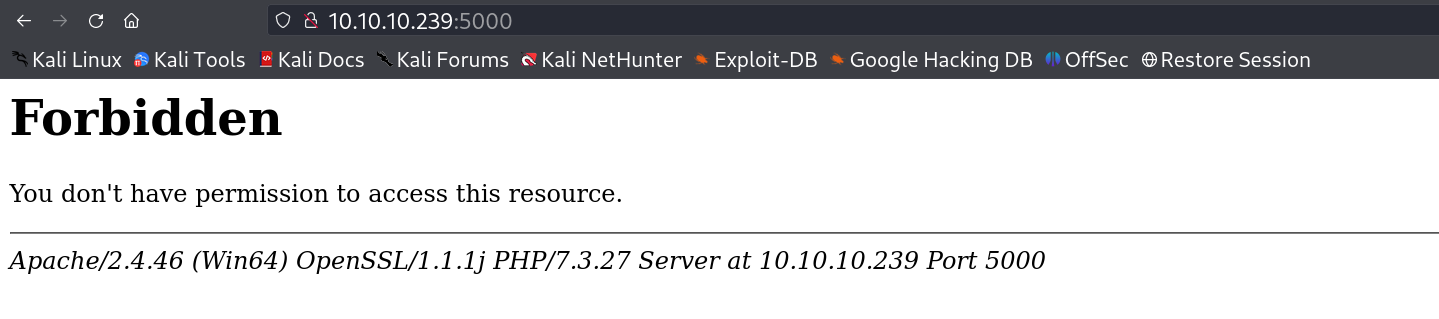 10.10.10.239:5000
Kali Linux Kali Tools Kali Docs Kali Forums Kali NetHunter Exploit-DB Google Hacking DB OffSec Restore Session
Forbidden
You don't have permission to access this resource.
Apache/2.4.46 (Win64) OpenSSL/1.1.1j PHP/7.3.27 Server at 10.10.10.239 Port 5000